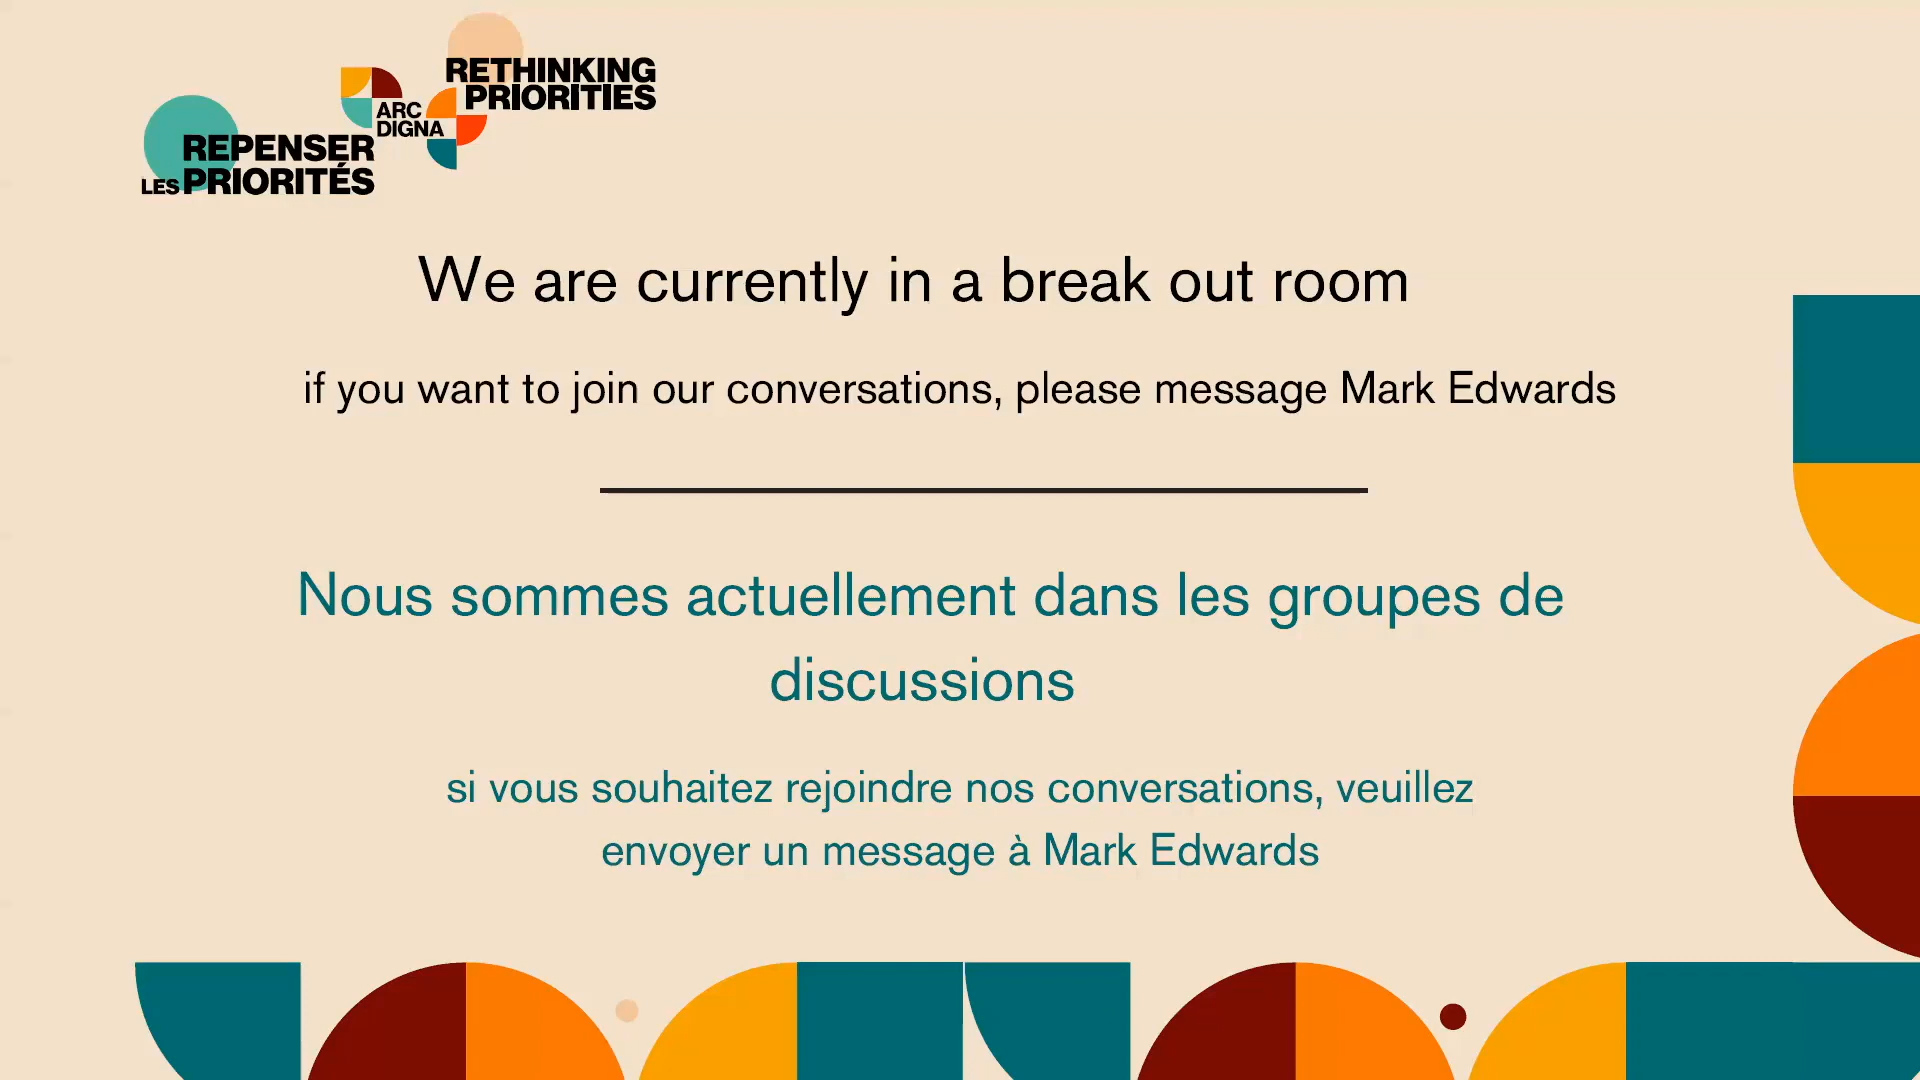 RETHINKING
PRIORITIES
ARC
DIGNA
REPENSER
LES PRIORITÉS
We are currently in a break out room
if you want to join our conversations, please message Mark Edwards
Nous sommes actuellement dans les groupes de
discussions
si vous souhaitez rejoindre nos conversations, veuillez
envoyer un message à Mark Edwards